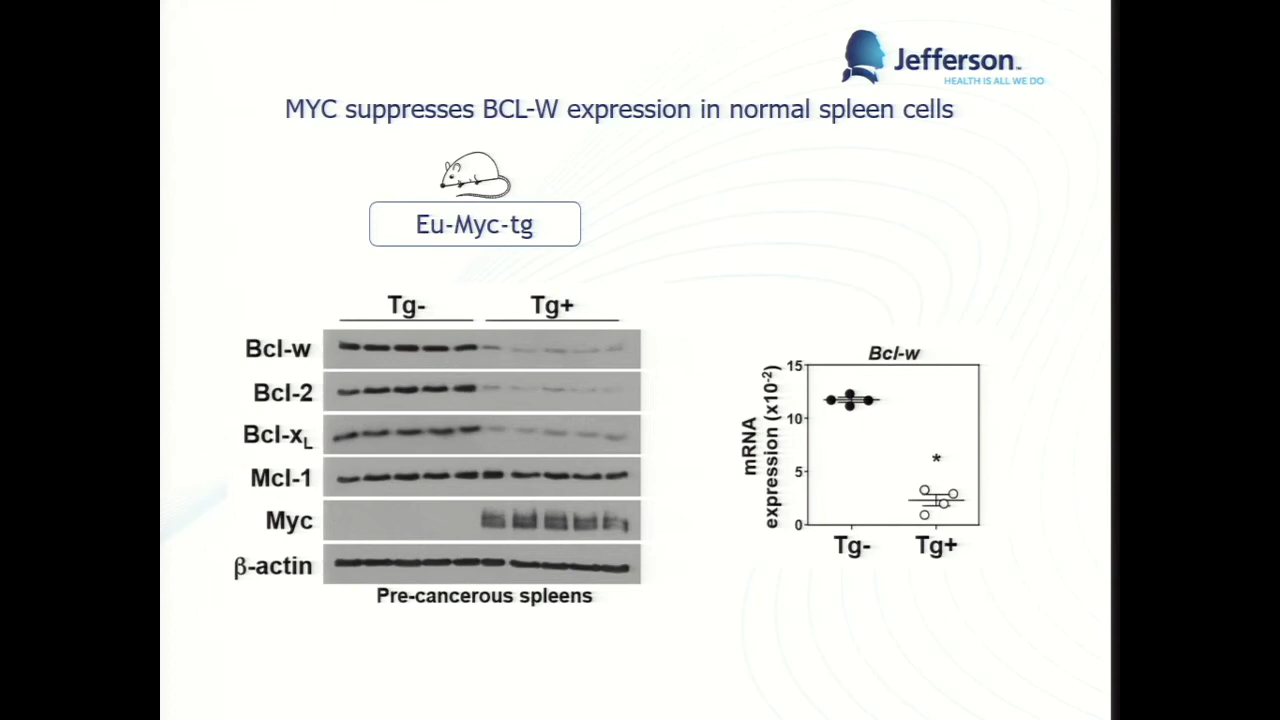 Jefferson™
HEALTH IS ALL WE DO
MYC suppresses BCL-W expression in normal spleen cells
Eu-Myc-tg
Tg- Tg+
Bcl-w
Bcl-2
Bcl-xL
Mcl-1
Myc
β-actin
Pre-cancerous spleens
Bcl-w
mRNA
expression (x10-2)
15
10
5
0
*
Tg- Tg+